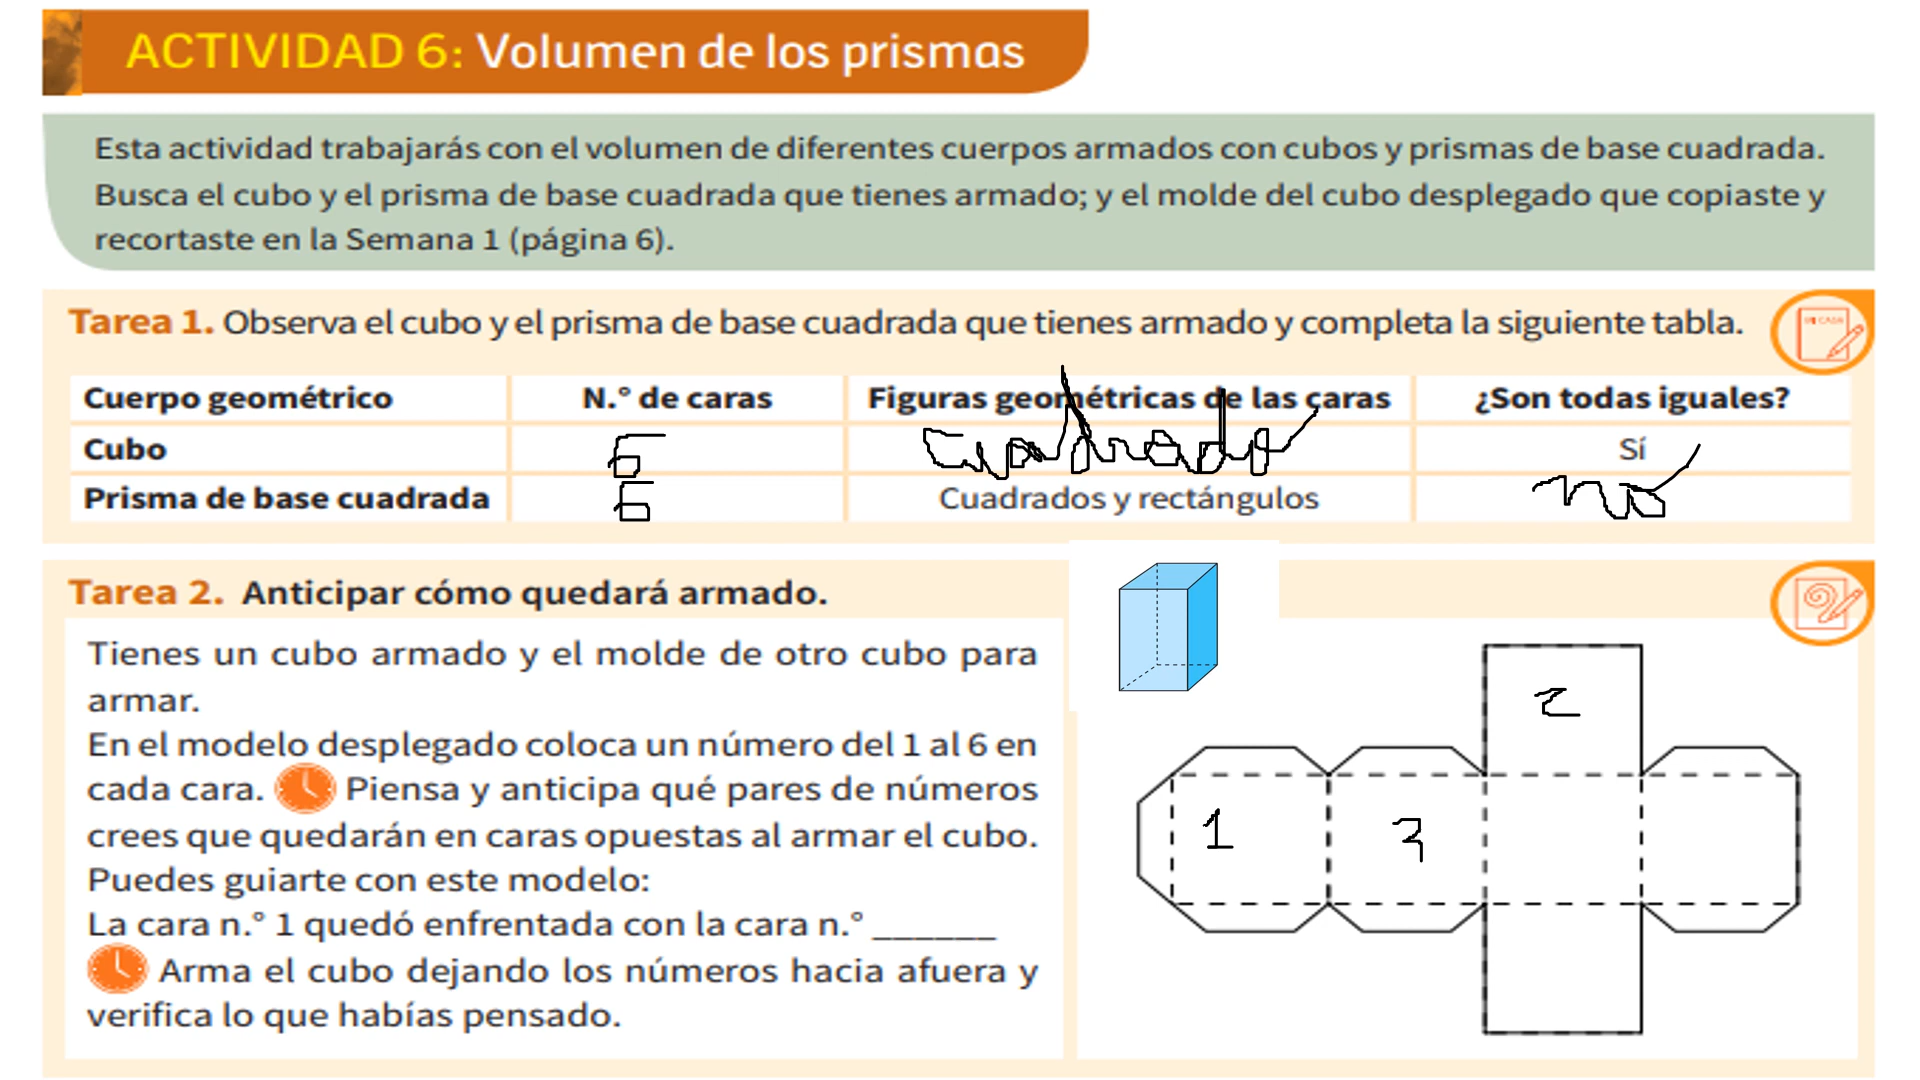 ACTIVIDAD 6: Volumen de los prismas
Esta actividad trabajarás con el volumen de diferentes cuerpos armados con cubos y prismas de base cuadrada.
Busca el cubo y el prisma de base cuadrada que tienes armado; y el molde del cubo desplegado que copiaste y
recortaste en la Semana 1 (página 6).
Tarea 1. Observa el cubo y el prisma de base cuadrada que tienes armado y completa la siguiente tabla.
MI CASA
Cuerpo geométrico N.° de caras Figuras geométricas de las caras ¿Son todas iguales?
Cubo 6 cuadrados Sí
Prisma de base cuadrada 6 Cuadrados y rectángulos no
Tarea 2. Anticipar cómo quedará armado.
Tienes un cubo armado y el molde de otro cubo para
armar.
En el modelo desplegado coloca un número del 1 al 6 en
cada cara. Piensa y anticipa qué pares de números
crees que quedarán en caras opuestas al armar el cubo.
Puedes guiarte con este modelo:
La cara n.° 1 quedó enfrentada con la cara n.° ______
Arma el cubo dejando los números hacia afuera y
verifica lo que habías pensado.
2
1 3